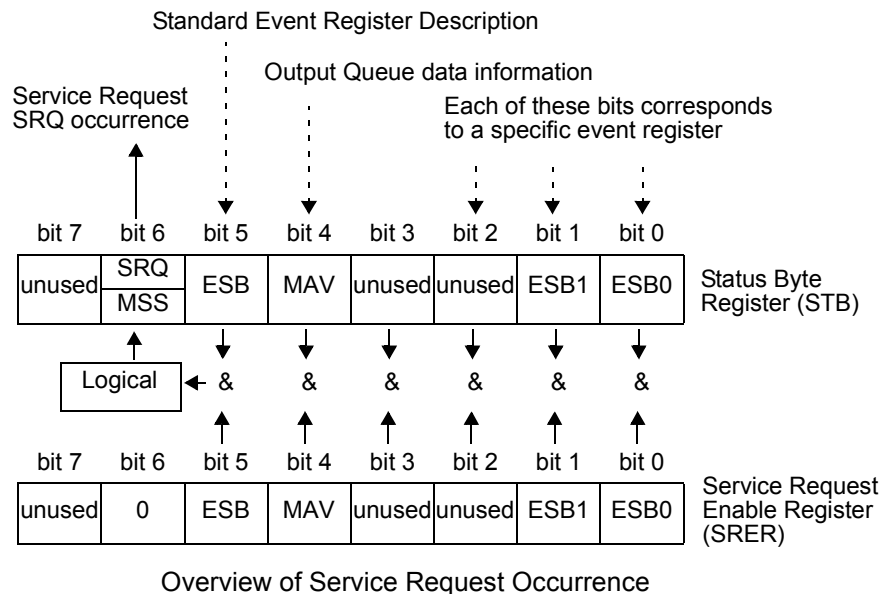 Standard Event Register Description
Output Queue data information
Service Request
SRQ occurrence
Each of these bits corresponds
to a specific event register
bit 7 bit 6 bit 5 bit 4 bit 3 bit 2 bit 1 bit 0
unused SRQ MSS ESB MAV unused unused ESB1 ESB0
Status Byte
Register (STB)
Logical & & & & & &
bit 7 bit 6 bit 5 bit 4 bit 3 bit 2 bit 1 bit 0
unused 0 ESB MAV unused unused ESB1 ESB0
Service Request
Enable Register
(SRER)
Overview of Service Request Occurrence